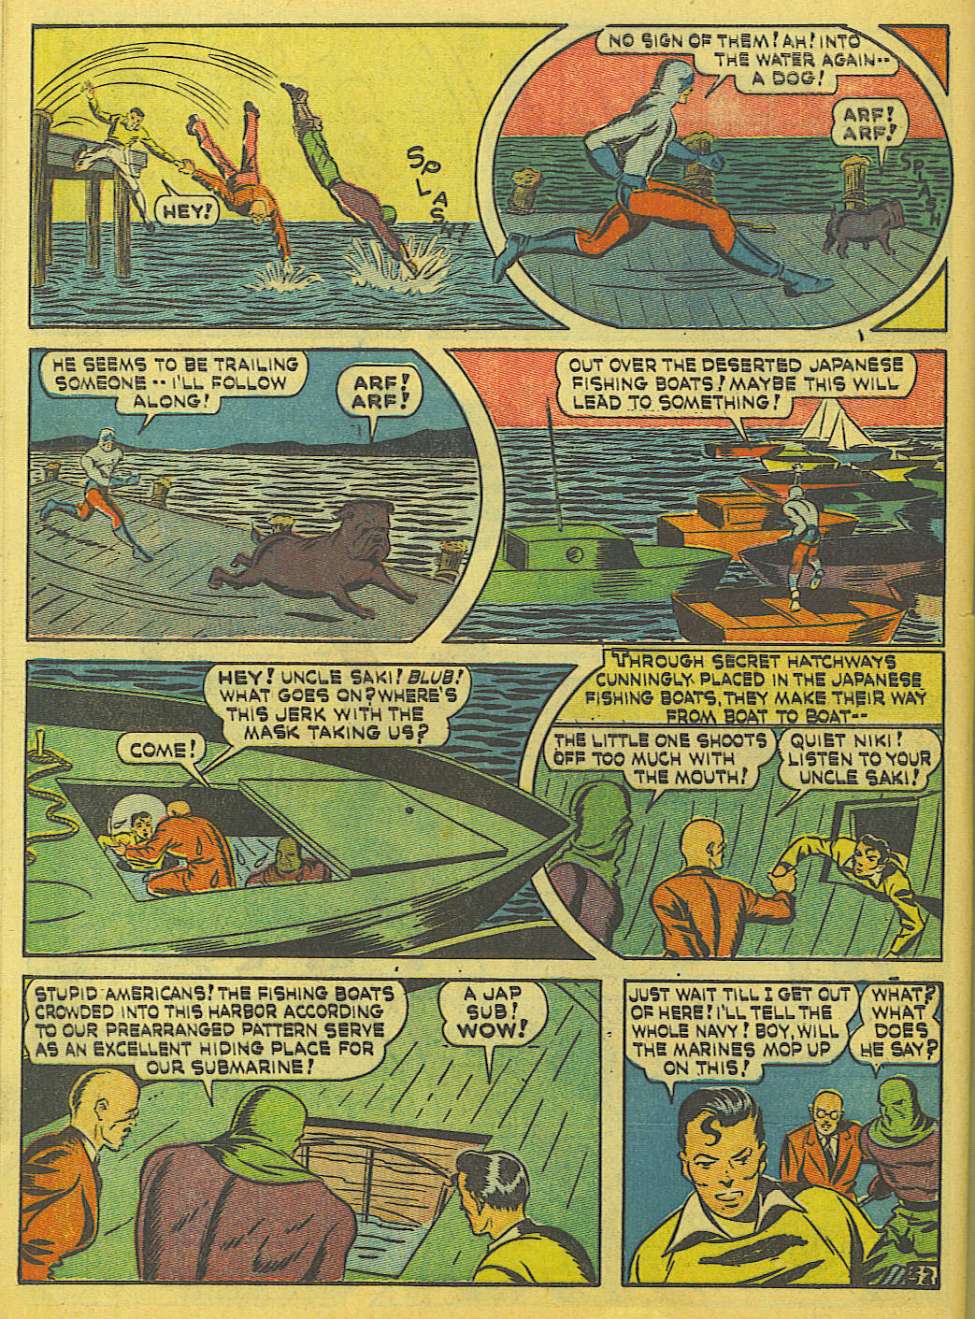 HEY!
SPLASH!
NO SIGN OF THEM! AH! INTO
THE WATER AGAIN--
A DOG!
ARF!
ARF!
SPLASH!
HE SEEMS TO BE TRAILING
SOMEONE -- I'LL FOLLOW
ALONG!
ARF!
ARF!
OUT OVER THE DESERTED JAPANESE
FISHING BOATS! MAYBE THIS WILL
LEAD TO SOMETHING!
HEY! UNCLE SAKI! BLUB!
WHAT GOES ON? WHERE'S
THIS JERK WITH THE
MASK TAKING US?
COME!
THROUGH SECRET HATCHWAYS
CUNNINGLY PLACED IN THE JAPANESE
FISHING BOATS, THEY MAKE THEIR WAY
FROM BOAT TO BOAT--
THE LITTLE ONE SHOOTS
OFF TOO MUCH WITH
THE MOUTH!
QUIET NIKI!
LISTEN TO YOUR
UNCLE SAKI!
STUPID AMERICANS! THE FISHING BOATS
CROWDED INTO THIS HARBOR ACCORDING
TO OUR PREARRANGED PATTERN SERVE
AS AN EXCELLENT HIDING PLACE FOR
OUR SUBMARINE!
A JAP
SUB!
WOW!
JUST WAIT TILL I GET OUT
OF HERE! I'LL TELL THE
WHOLE NAVY! BOY, WILL
THE MARINES MOP UP
ON THIS!
WHAT?
WHAT
DOES
HE SAY?